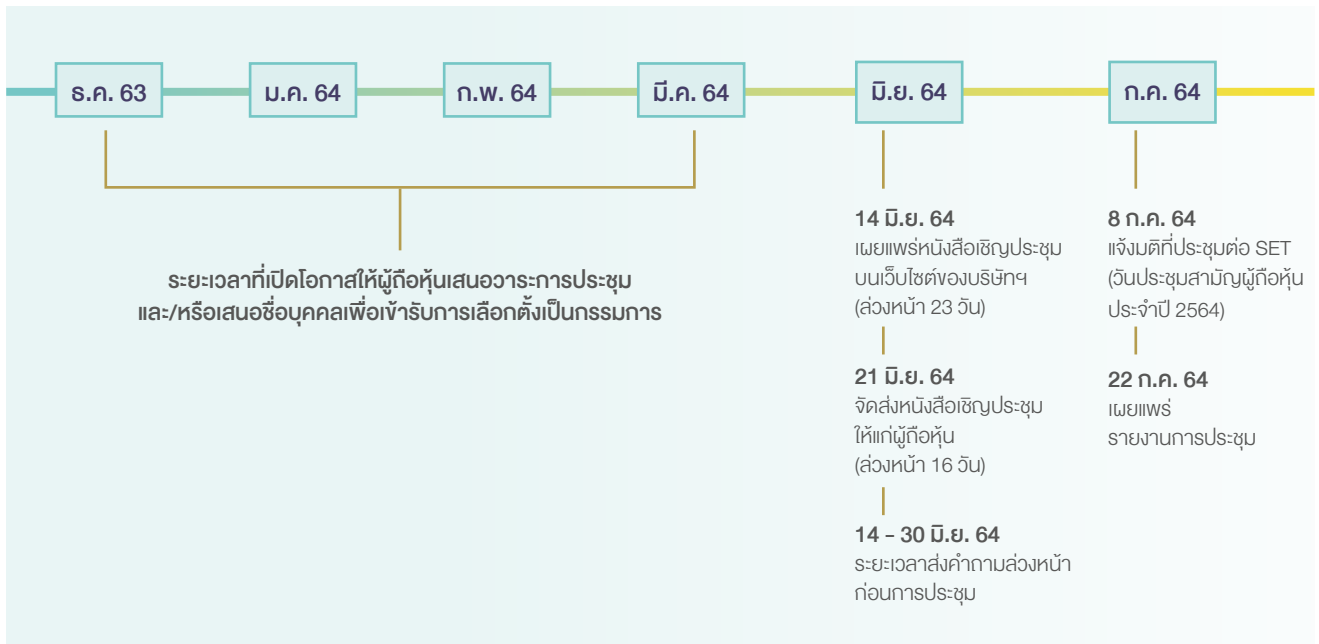 ธ.ค. 63
ม.ค. 64
ก.พ. 64
มี.ค. 64
มิ.ย. 64
ก.ค. 64
ระยะเวลาที่เปิดโอกาสให้ผู้ถือหุ้นเสนอวาระการประชุม
และ/หรือเสนอชื่อบุคคลเพื่อเข้ารับการเลือกตั้งเป็นกรรมการ
14 มิ.ย. 64
เผยแพร่หนังสือเชิญประชุม
บนเว็บไซต์ของบริษัทฯ
(ล่วงหน้า 23 วัน)
21 มิ.ย. 64
จัดส่งหนังสือเชิญประชุม
ให้แก่ผู้ถือหุ้น
(ล่วงหน้า 16 วัน)
14 - 30 มิ.ย. 64
ระยะเวลาส่งคำถามล่วงหน้า
ก่อนการประชุม
8 ก.ค. 64
แจ้งมติที่ประชุมต่อ SET
(วันประชุมสามัญผู้ถือหุ้น
ประจำปี 2564)
22 ก.ค. 64
เผยแพร่
รายงานการประชุม